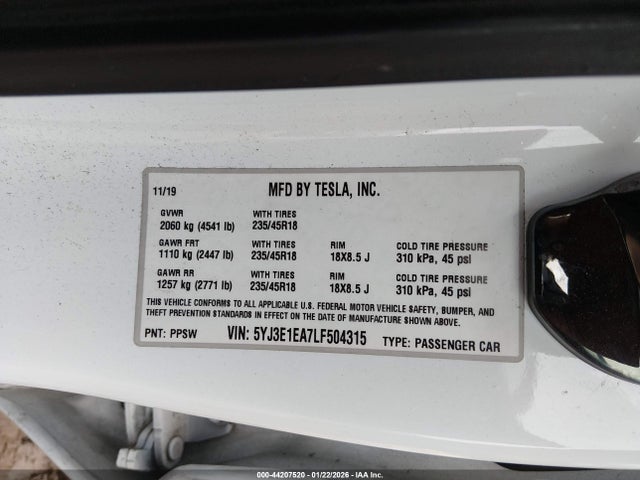 11/19 MFD BY TESLA, INC.
GVWR WITH TIRES
2060 kg (4541 lb) 235/45R18
GAWR FRT WITH TIRES RIM COLD TIRE PRESSURE
1110 kg (2447 lb) 235/45R18 18X8.5 J 310 kPa, 45 psi
GAWR RR WITH TIRES RIM COLD TIRE PRESSURE
1257 kg (2771 lb) 235/45R18 18X8.5 J 310 kPa, 45 psi
THIS VEHICLE CONFORMS TO ALL APPLICABLE U.S. FEDERAL MOTOR VEHICLE SAFETY, BUMPER, AND
THEFT PREVENTION STANDARDS IN EFFECT ON THE DATE OF MANUFACTURE SHOWN ABOVE.
PNT: PPSW VIN: 5YJ3E1EA7LF504315 TYPE: PASSENGER CAR
000-44207520 - 01/22/2026 - IAA Inc.